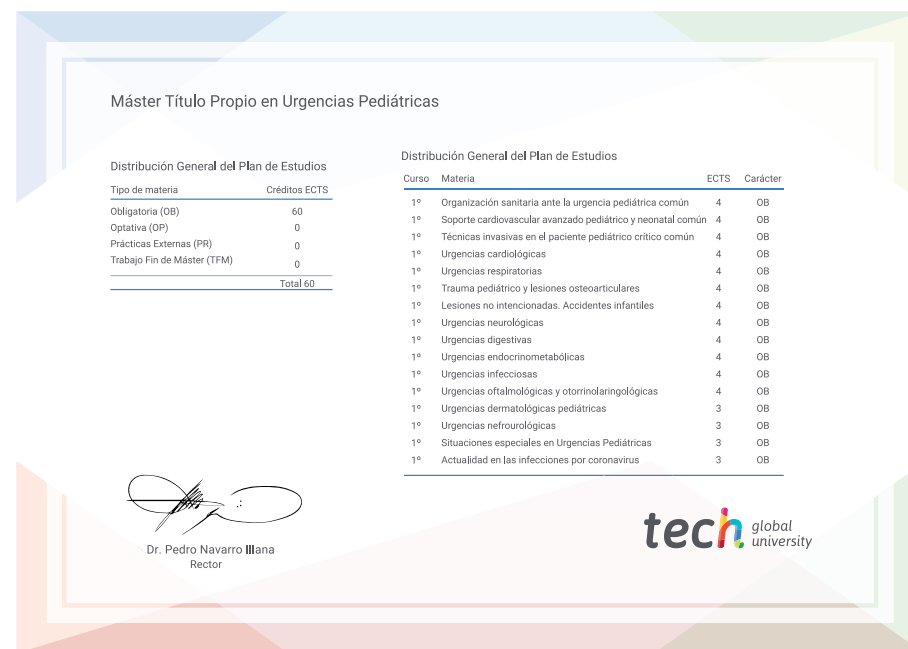 Máster Título Propio en Urgencias Pediátricas
Distribución General del Plan de Estudios
Tipo de materia Créditos ECTS
Obligatoria (OB) 60
Optativa (OP) 0
Prácticas Externas (PR) 0
Trabajo Fin de Máster (TFM) 0
Total 60
Distribución General del Plan de Estudios
Curso Materia ECTS Carácter
1º Organización sanitaria ante la urgencia pediátrica común 4 OB
1º Soporte cardiovascular avanzado pediátrico y neonatal común 4 OB
1º Técnicas invasivas en el paciente pediátrico crítico común 4 OB
1º Urgencias cardiológicas 4 OB
1º Urgencias respiratorias 4 OB
1º Trauma pediátrico y lesiones osteoarticulares 4 OB
1º Lesiones no intencionadas. Accidentes infantiles 4 OB
1º Urgencias neurológicas 4 OB
1º Urgencias digestivas 4 OB
1º Urgencias endocrinometabólicas 4 OB
1º Urgencias infecciosas 4 OB
1º Urgencias oftalmológicas y otorrinolaringológicas 4 OB
1º Urgencias dermatológicas pediátricas 3 OB
1º Urgencias nefrourológicas 3 OB
1º Situaciones especiales en Urgencias Pediátricas 3 OB
1º Actualidad en las infecciones por coronavirus 3 OB
Dr. Pedro Navarro Illana
Rector
tech global
university